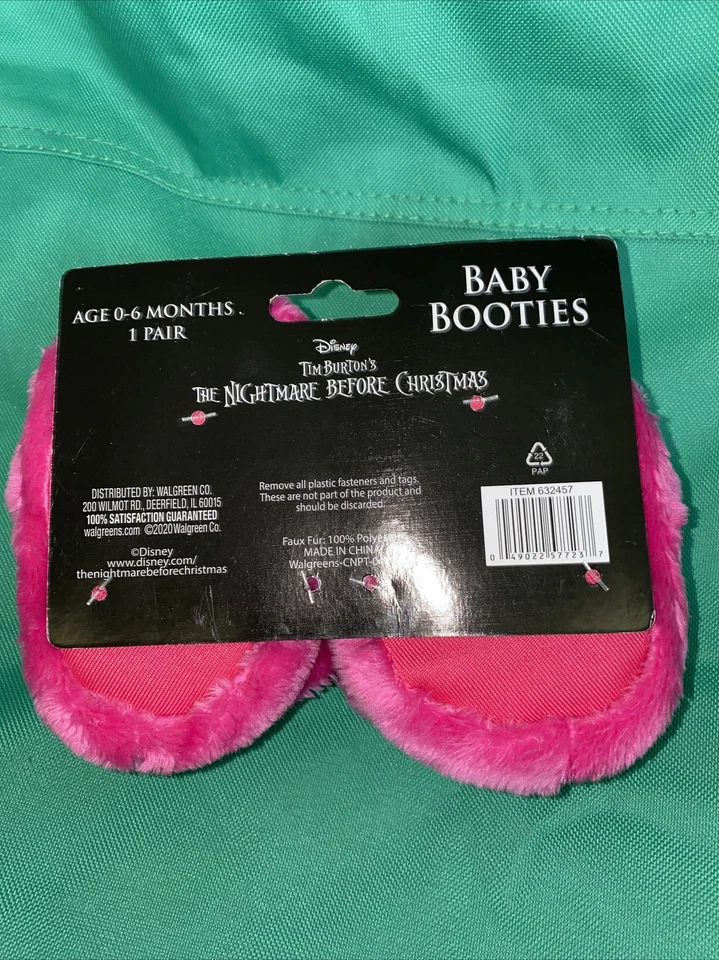 AGE 0-6 MONTHS.
1 PAIR
BABY
BOOTIES
Disney
TIM BURTON'S
THE NIGHTMARE BEFORE CHRISTMAS
DISTRIBUTED BY: WALGREEN CO.
200 WILMOT RD., DEERFIELD, IL 60015
100% SATISFACTION GUARANTEED
walgreens.com ©2020 Walgreen Co.
©Disney
www.disney.com/
thenightmarebeforechristmas
Remove all plastic fasteners and tags.
These are not part of the product and
should be discarded.
Faux Fur: 100%
MADE IN CHINA
22
PAP
ITEM 632457
0 49022 57723 7